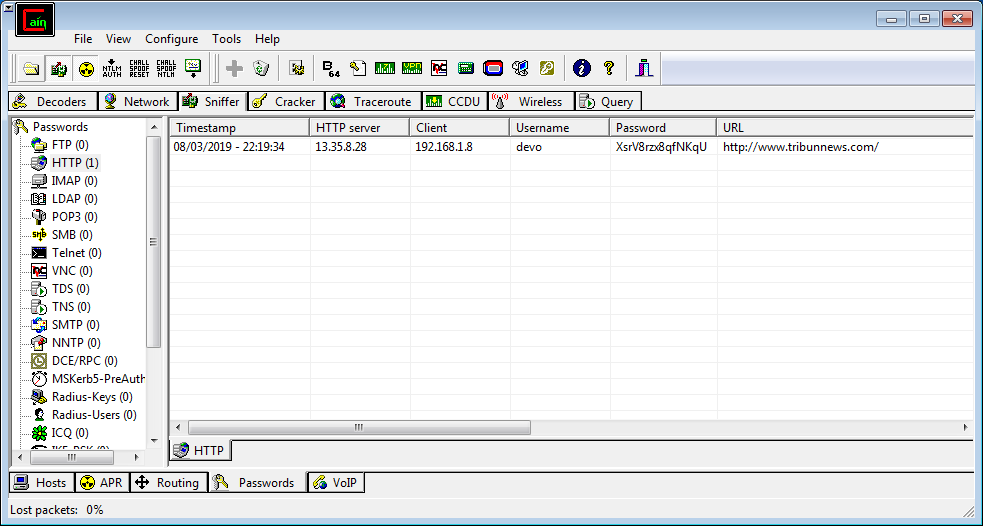 Caín
File View Configure Tools Help
NTLM AUTH CHALL SPOOF RESET CHALL SPOOF NTLM B64 VPN
Decoders Network Sniffer Cracker Traceroute CCDU Wireless Query
Passwords
FTP (0)
HTTP (1)
IMAP (0)
LDAP (0)
POP3 (0)
SMB (0)
Telnet (0)
VNC (0)
TDS (0)
TNS (0)
SMTP (0)
NNTP (0)
DCE/RPC (0)
MSKerb5-PreAuth
Radius-Keys (0)
Radius-Users (0)
ICQ (0)
Timestamp HTTP server Client Username Password URL
08/03/2019 - 22:19:34 13.35.8.28 192.168.1.8 devo XsrV8rzx8qfNKqU http://www.tribunnews.com/
HTTP
Hosts APR Routing Passwords VoIP
Lost packets: 0%